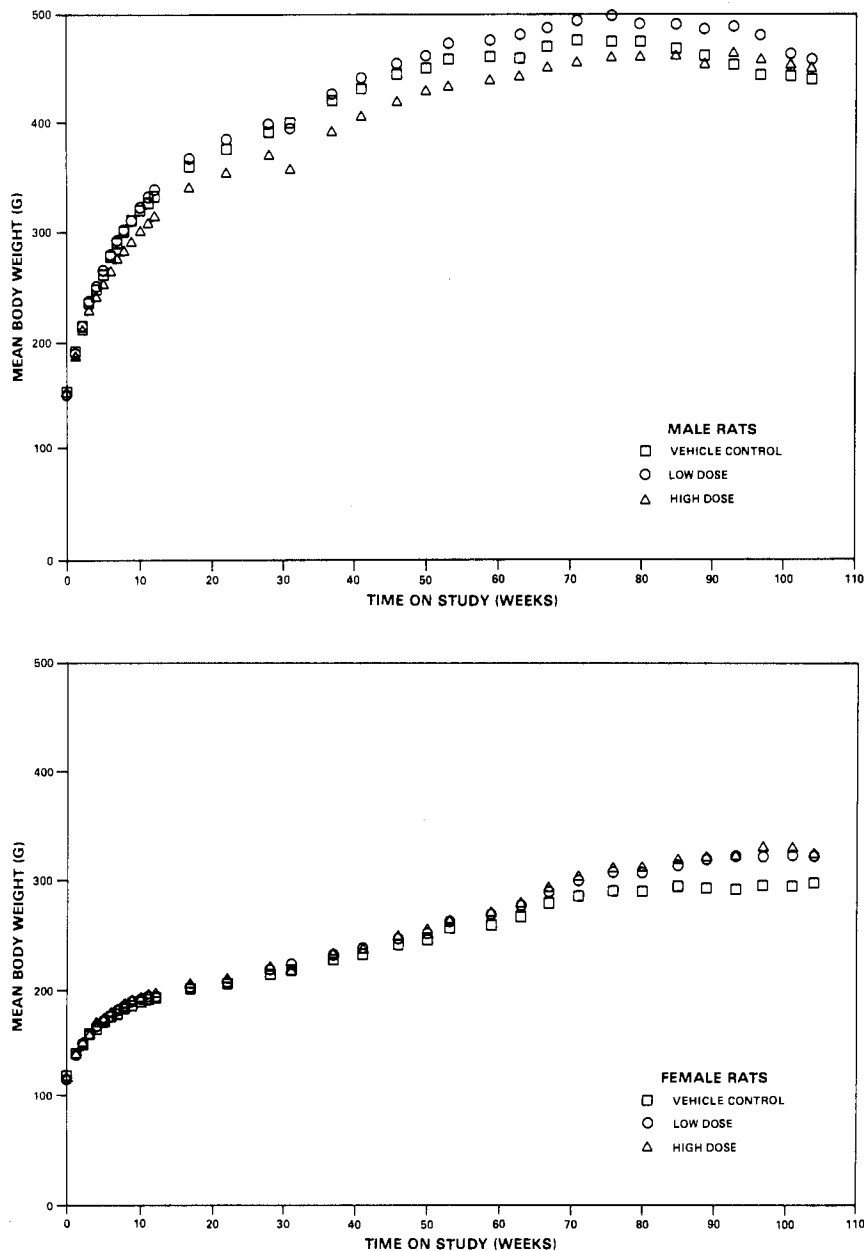 500
400
300
200
100
0
MEAN BODY WEIGHT (G)
MALE RATS
VEHICLE CONTROL
LOW DOSE
HIGH DOSE
0 10 20 30 40 50 60 70 80 90 100 110
TIME ON STUDY (WEEKS)
500
400
300
200
100
0
MEAN BODY WEIGHT (G)
FEMALE RATS
VEHICLE CONTROL
LOW DOSE
HIGH DOSE
0 10 20 30 40 50 60 70 80 90 100 110
TIME ON STUDY (WEEKS)